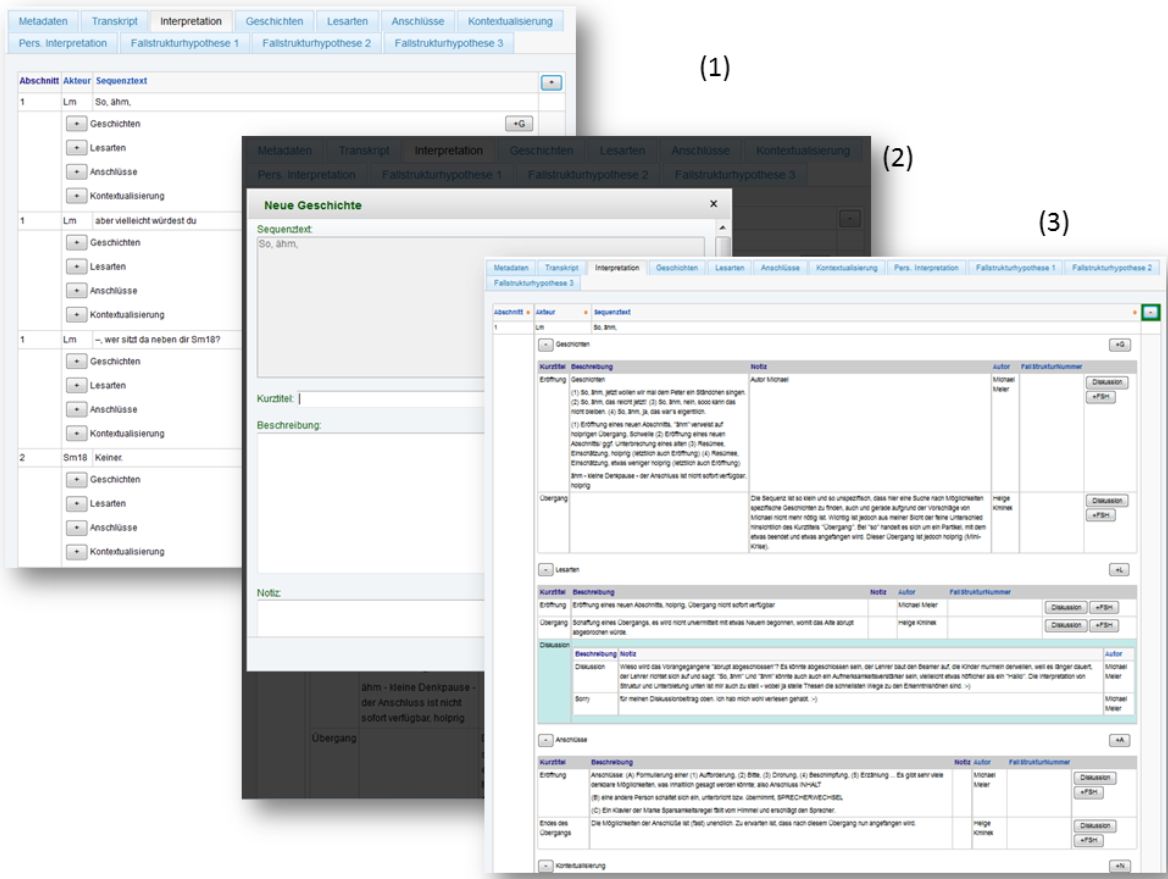 Metadaten Transkript Interpretation Geschichten Lesarten Anschlüsse Kontextualisierung
Pers. Interpretation Fallstrukturhypothese 1 Fallstrukturhypothese 2 Fallstrukturhypothese 3
(1)
Abschnitt Akteur Sequenztext +
1 Lm So, ähm,
+ Geschichten +G
+ Lesarten
+ Anschlüsse
+ Kontextualisierung
1 Lm aber vielleicht würdest du
+ Geschichten
+ Lesarten
+ Anschlüsse
+ Kontextualisierung
1 Lm –, wer sitzt da neben dir Sm18?
+ Geschichten
+ Lesarten
+ Anschlüsse
+ Kontextualisierung
2 Sm18 Keiner.
+ Geschichten
+ Lesarten
+ Anschlüsse
+ Kontextualisierung
(2)
Metadaten Transkript Interpretation Geschichten Lesarten Anschlüsse Kontextualisierung
Pers. Interpretation Fallstrukturhypothese 1 Fallstrukturhypothese 2 Fallstrukturhypothese 3
Neue Geschichte x
Sequenztext:
So, ähm,
Kurztitel:
Beschreibung:
Notiz:
ähm - kleine Denkpause -
der Anschluss ist nicht
sofort verfügbar, holprig
Übergang
(3)
Metadaten Transkript Interpretation Geschichten Lesarten Anschlüsse Kontextualisierung Pers. Interpretation Fallstrukturhypothese 1 Fallstrukturhypothese 2
Fallstrukturhypothese 3
Abschnitt Akteur Sequenztext -
1 Lm So, ähm,
- Geschichten +G
Kurztitel Beschreibung Notiz Autor FallStrukturNummer
Eröffnung Geschichten Autor Michael Michael Meier Diskussion +FSH
(1) So, ähm, jetzt wollen wir mal dem Peter ein Ständchen singen.
(2) So, ähm, das reicht jetzt! (3) So, ähm, nein, sooo kann das
nicht bleiben. (4) So, ähm, ja, das war's eigentlich.
(1) Eröffnung eines neuen Abschnitts, "ähm" verweist auf
holprigen Übergang, Schwelle (2) Eröffnung eines neuen
Abschnitts/ ggf. Unterbrechung eines alten (3) Resümee,
Einschätzung, holprig (letztlich auch Eröffnung) (4) Resümee,
Einschätzung, etwas weniger holprig (letztlich auch Eröffnung)
ähm - kleine Denkpause - der Anschluss ist nicht sofort verfügbar,
holprig
Übergang Die Sequenz ist so klein und so unspezifisch, dass hier eine Suche nach Möglichkeiten Helge Kminek Diskussion +FSH
spezifische Geschichten zu finden, auch und gerade aufgrund der Vorschläge von
Michael nicht mehr nötig ist. Wichtig ist jedoch aus meiner Sicht der feine Unterschied
hinsichtlich des Kurztitels "Übergang". Bei "so" handelt es sich um ein Partikel, mit dem
etwas beendet und etwas angefangen wird. Dieser Übergang ist jedoch holprig (Mini-
Krise).
- Lesarten +L
Kurztitel Beschreibung Notiz Autor FallStrukturNummer
Eröffnung Eröffnung eines neuen Abschnitts, holprig, Übergang nicht sofort verfügbar Michael Meier Diskussion +FSH
Übergang Schaffung eines Übergangs, es wird nicht unvermittelt mit etwas Neuem begonnen, womit das Alte abrupt Helge Kminek Diskussion +FSH
abgebrochen würde.
Diskussion
Beschreibung Notiz Autor
Diskussion Wieso wird das Vorangegangene "abrupt abgeschlossen"? Es könnte abgeschlossen sein, der Lehrer baut den Beamer auf, die Kinder murmeln derweilen, weil es länger dauert, Michael
der Lehrer richtet sich auf und sagt: "So, ähm" Und "ähm" könnte auch auch ein Aufmerksamkeitsverstärker sein, vielleicht etwas höflicher als ein "Hallo". Die Interpretation von Meier
Struktur und Unterbietung unten ist mir auch zu steil - wobei ja steile Thesen die schnellsten Wege zu den Erkenntnishöhen sind. :-)
Sorry für meinen Diskussionbeitrag oben. Ich hab mich wohl verlesen gehabt. :-) Michael
Meier
- Anschlüsse +A
Kurztitel Beschreibung Notiz Autor FallStrukturNummer
Eröffnung Anschlüsse: (A) Formulierung einer (1) Aufforderung, (2) Bitte, (3) Drohung, (4) Beschimpfung, (5) Erzählung ... Es gibt sehr viele Michael Diskussion
denkbare Möglichkeiten, was inhaltlich gesagt werden könnte; also Anschluss INHALT Meier +FSH
(B) eine andere Person schaltet sich ein, unterbricht bzw. übernimmt, SPRECHERWECHSEL
(C) Ein Klavier der Marke Sparsamkeitsregel fällt vom Himmel und erschlägt den Sprecher.
Endes des Die Möglichkeiten der Anschlüße ist (fast) unendlich. Zu erwarten ist, dass nach diesem Übergang nun angefangen wird. Helge Diskussion
Übergangs Kminek +FSH
- Kontextualisierung +N